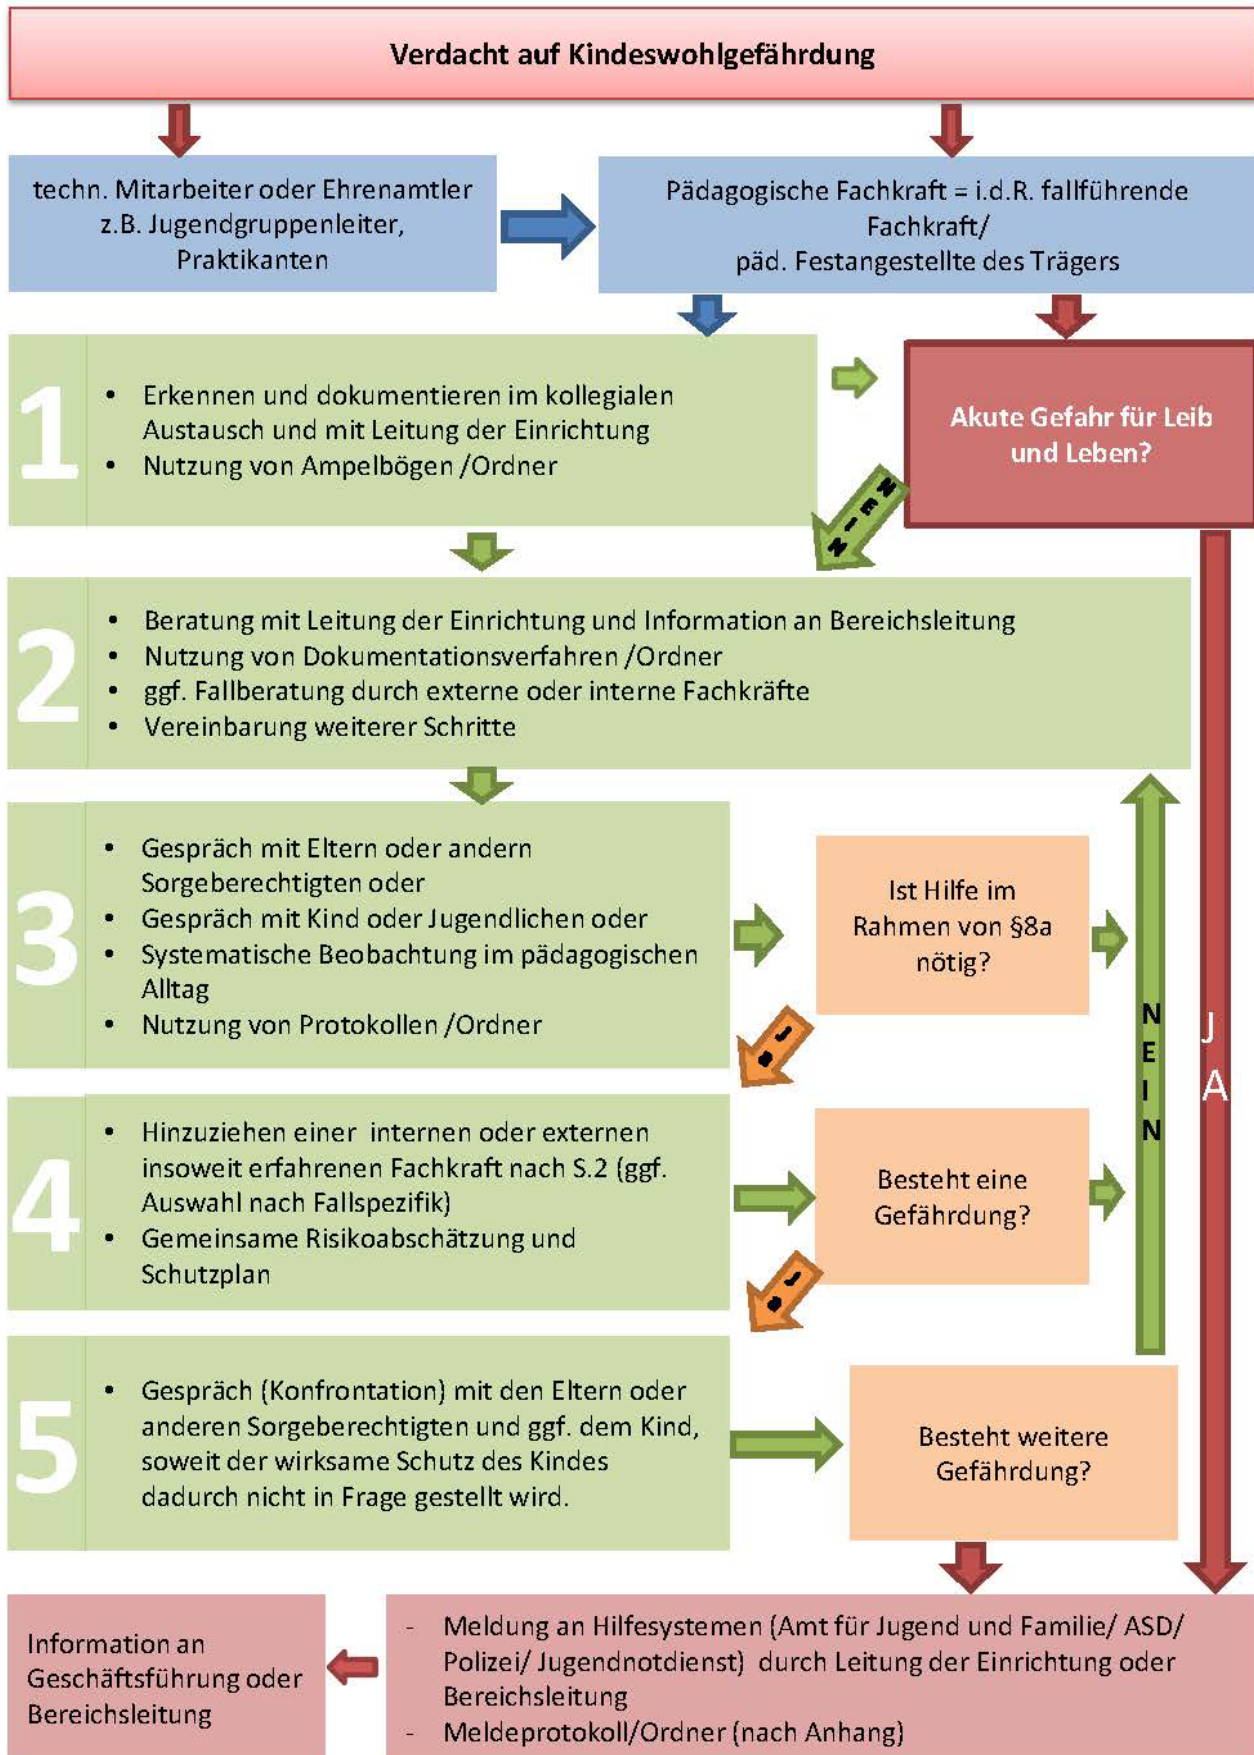 Verdacht auf Kindeswohlgefährdung
techn. Mitarbeiter oder Ehrenamtler
z.B. Jugendgruppenleiter,
Praktikanten
Pädagogische Fachkraft = i.d.R. fallführende
Fachkraft/
päd. Festangestellte des Trägers
1
• Erkennen und dokumentieren im kollegialen
Austausch und mit Leitung der Einrichtung
• Nutzung von Ampelbögen /Ordner
Akute Gefahr für Leib
und Leben?
NEIN
2
• Beratung mit Leitung der Einrichtung und Information an Bereichsleitung
• Nutzung von Dokumentationsverfahren /Ordner
• ggf. Fallberatung durch externe oder interne Fachkräfte
• Vereinbarung weiterer Schritte
3
• Gespräch mit Eltern oder andern
Sorgeberechtigten oder
• Gespräch mit Kind oder Jugendlichen oder
• Systematische Beobachtung im pädagogischen
Alltag
• Nutzung von Protokollen /Ordner
Ist Hilfe im
Rahmen von §8a
nötig?
Ja
NEIN
JA
4
• Hinzuziehen einer internen oder externen
insoweit erfahrenen Fachkraft nach S.2 (ggf.
Auswahl nach Fallspezifik)
• Gemeinsame Risikoabschätzung und
Schutzplan
Besteht eine
Gefährdung?
Ja
5
• Gespräch (Konfrontation) mit den Eltern oder
anderen Sorgeberechtigten und ggf. dem Kind,
soweit der wirksame Schutz des Kindes
dadurch nicht in Frage gestellt wird.
Besteht weitere
Gefährdung?
Information an
Geschäftsführung oder
Bereichsleitung
- Meldung an Hilfesystemen (Amt für Jugend und Familie/ ASD/
Polizei/ Jugendnotdienst) durch Leitung der Einrichtung oder
Bereichsleitung
- Meldeprotokoll/Ordner (nach Anhang)